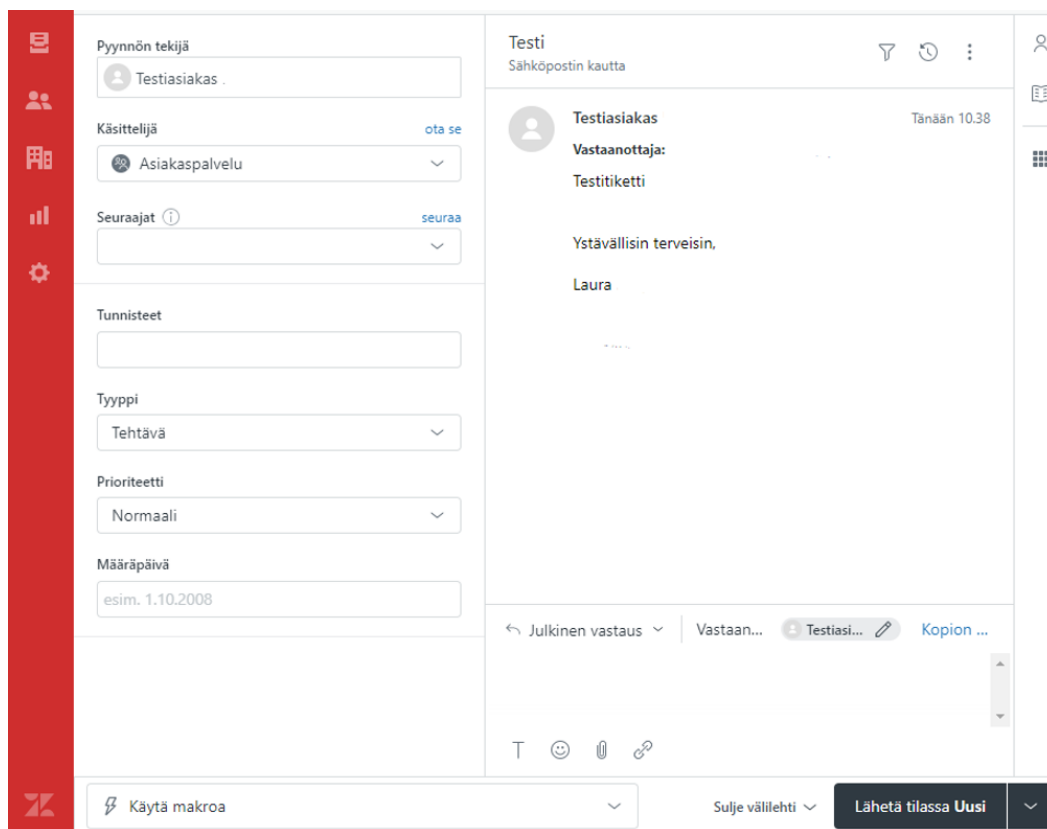 Pyynnön tekijä
Testiasiakas
Käsittelijä
ota se
Asiakaspalvelu
Seuraajat
seuraa
Tunnisteet
Tyyppi
Tehtävä
Prioriteetti
Normaali
Määräpäivä
esim. 1.10.2008
Testi
Sähköpostin kautta
Testiasiakas
Tänään 10.38
Vastaanottaja:
Testitiketti
Ystävällisin terveisin,
Laura
Julkinen vastaus
Vastaan...
Testiasi...
Kopion ...
Käytä makroa
Sulje välilehti
Lähetä tilassa Uusi